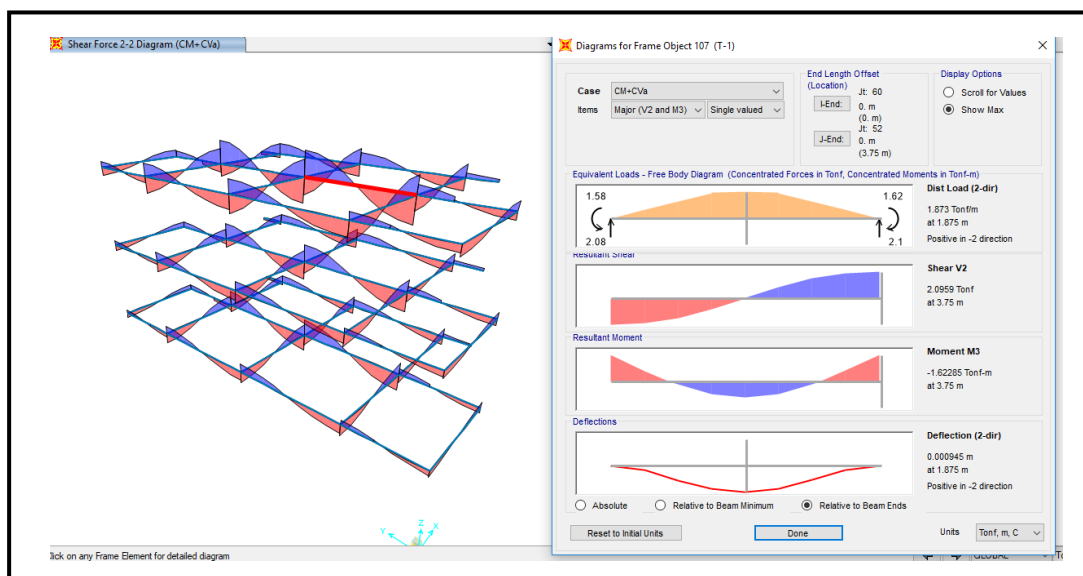 Shear Force 2-2 Diagram (CM+CVa)
Y Z X
Click on any Frame Element for detailed diagram
GLOBAL
Diagrams for Frame Object 107 (T-1)
Case CM+CVa
Items Major (V2 and M3) Single valued
End Length Offset
(Location)
Jt: 60
I-End: 0. m
(0. m)
Jt: 52
J-End: 0. m
(3.75 m)
Display Options
Scroll for Values
Show Max
Equivalent Loads - Free Body Diagram (Concentrated Forces in Tonf, Concentrated Moments in Tonf-m)
1.58 1.62
2.08 2.1
Dist Load (2-dir)
1.873 Tonf/m
at 1.875 m
Positive in -2 direction
Resultant Shear
Shear V2
2.0959 Tonf
at 3.75 m
Resultant Moment
Moment M3
-1.62285 Tonf-m
at 3.75 m
Deflections
Deflection (2-dir)
0.000945 m
at 1.875 m
Positive in -2 direction
Absolute Relative to Beam Minimum Relative to Beam Ends
Reset to Initial Units Done Units Tonf, m, C